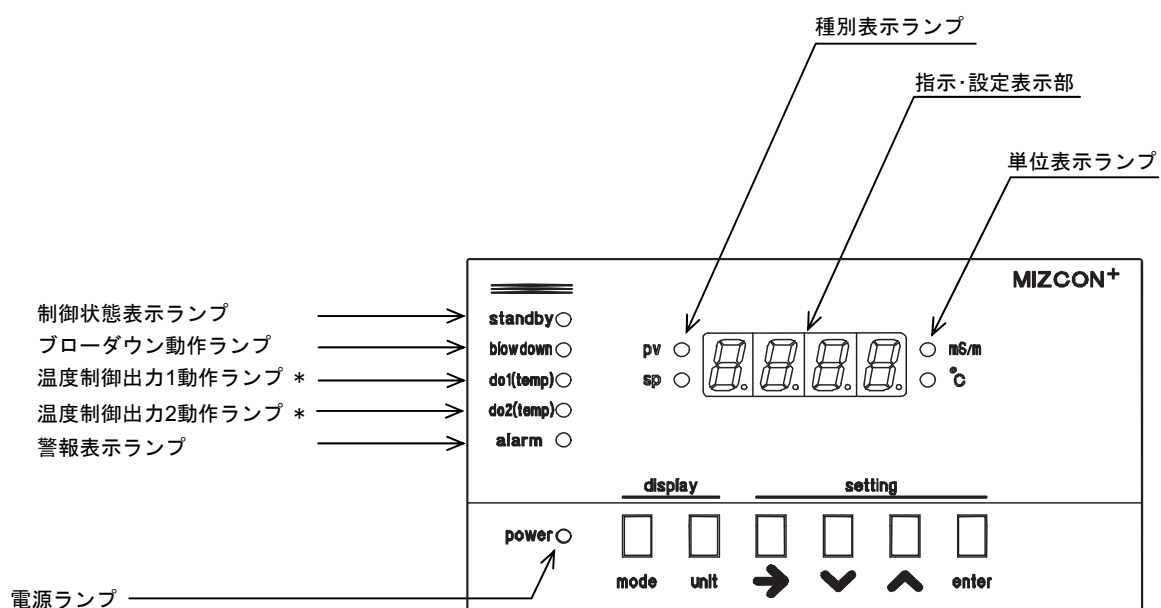 種別表示ランプ
指示・設定表示部
単位表示ランプ
MIZCON+
制御状態表示ランプ
standby
ブローダウン動作ランプ
blowdown
pv
mS/m
温度制御出力1動作ランプ *
do1(temp)
sp
℃
温度制御出力2動作ランプ *
do2(temp)
警報表示ランプ
alarm
display
setting
power
mode
unit
enter
電源ランプ